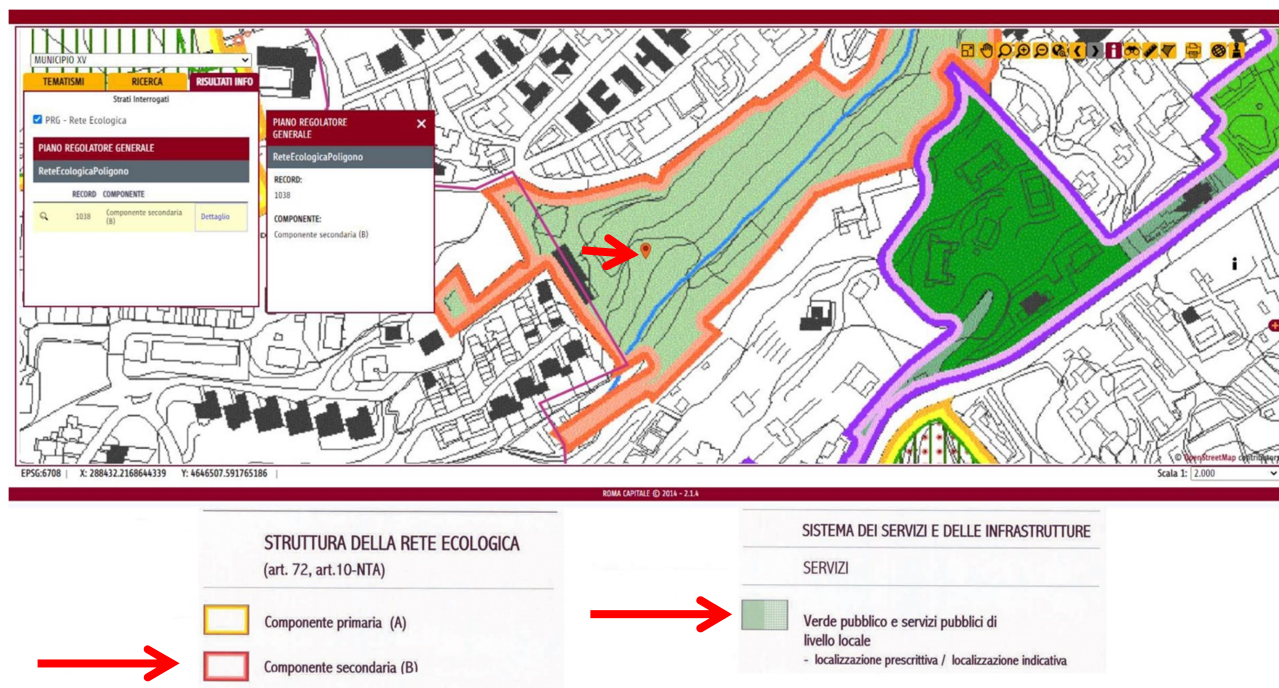 MUNICIPIO XV
TEMATISMI
RICERCA
RISULTATI INFO
Strati Interrogati
PRG - Rete Ecologica
PIANO REGOLATORE GENERALE
ReteEcologicaPoligono
RECORD COMPONENTE
1038 Componente secondaria
(B)
Dettaglio
PIANO REGOLATORE
GENERALE
ReteEcologicaPoligono
RECORD:
1038
COMPONENTE:
Componente secondaria (B)
© OpenStreetMap contributors
EPSG:6708 | X: 288432.2168644339 Y: 4646507.591765186 |
Scala 1: 2.000
ROMA CAPITALE © 2014 - 2.1.4
STRUTTURA DELLA RETE ECOLOGICA
(art. 72, art.10-NTA)
Componente primaria (A)
Componente secondaria (B)
SISTEMA DEI SERVIZI E DELLE INFRASTRUTTURE
SERVIZI
Verde pubblico e servizi pubblici di
livello locale
- localizzazione prescrittiva / localizzazione indicativa